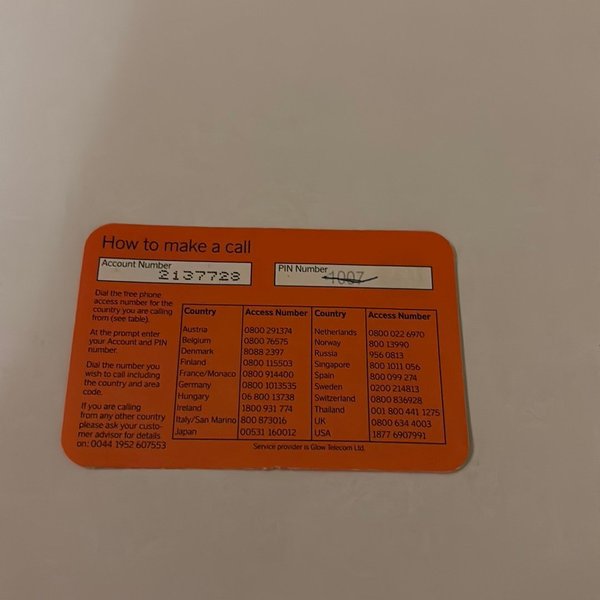 How to make a call
Account Number
2137728
PIN Number
1007
Dial the free phone
access number for the
country you are calling
from (see table).
At the prompt enter
your Account and PIN
number.
Dial the number you
wish to call including
the country and area
code.
If you are calling
from any other country
please ask your custo-
mer advisor for details
on: 0044 1952 607553
Country Access Number Country Access Number
Austria 0800 291374 Netherlands 0800 022 6970
Belgium 0800 76575 Norway 800 13990
Denmark 8088 2397 Russia 956 0813
Finland 0800 115503 Singapore 800 1011 056
France/Monaco 0800 914400 Spain 800 099 274
Germany 0800 1013535 Sweden 0200 214813
Hungary 06 800 13738 Switzerland 0800 836928
Ireland 1800 931 774 Thailand 001 800 441 1275
Italy/San Marino 800 873016 UK 0800 634 4003
Japan 00531 160012 USA 1877 6907991
Service provider is Glow Telecom Ltd.